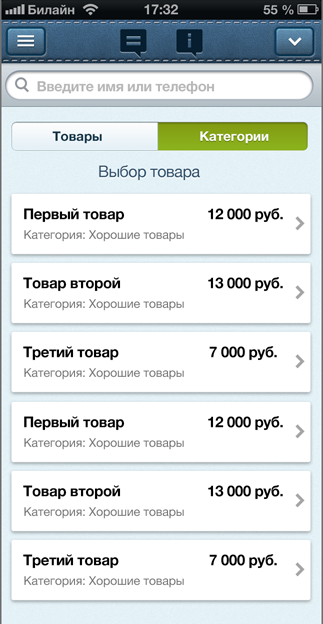 Билайн 17:32 55 %
Введите имя или телефон
Товары Категории
Выбор товара
Первый товар 12 000 руб.
Категория: Хорошие товары
Товар второй 13 000 руб.
Категория: Хорошие товары
Третий товар 7 000 руб.
Категория: Хорошие товары
Первый товар 12 000 руб.
Категория: Хорошие товары
Товар второй 13 000 руб.
Категория: Хорошие товары
Третий товар 7 000 руб.
Категория: Хорошие товары